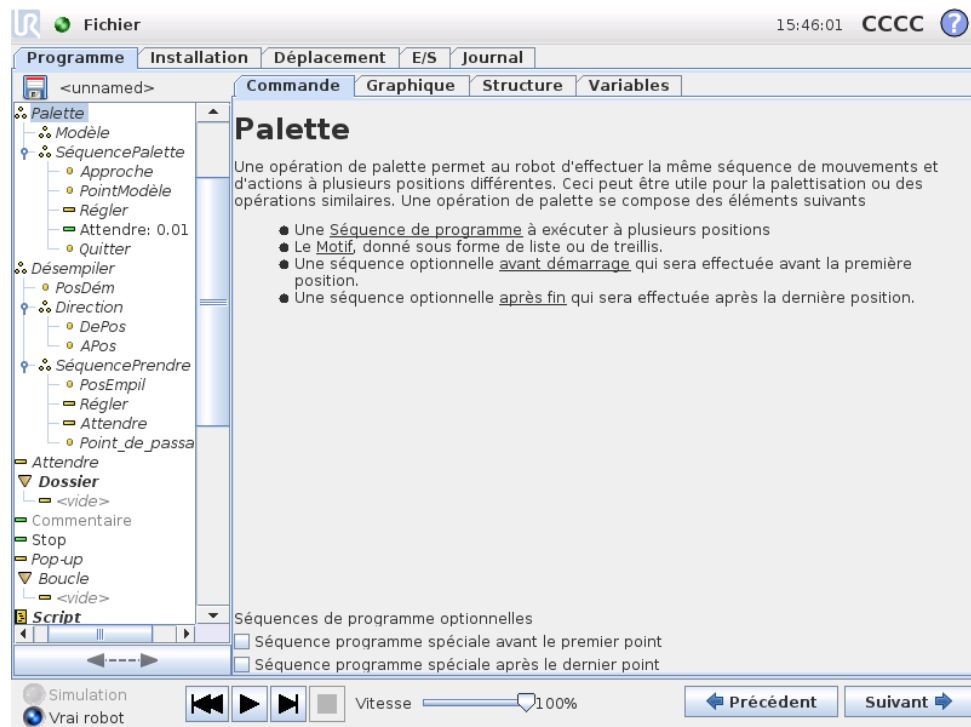 Fichier
15:46:01 CCCC ?
Programme Installation Déplacement E/S Journal
<unnamed>
Commande Graphique Structure Variables
Palette
Modèle
SéquencePalette
Approche
PointModèle
Régler
Attendre: 0.01
Quitter
Désempiler
PosDém
Direction
DePos
APos
SéquencePrendre
PosEmpil
Régler
Attendre
Point_de_passa
Attendre
Dossier
<vide>
Commentaire
Stop
Pop-up
Boucle
<vide>
Script
Palette
Une opération de palette permet au robot d'effectuer la même séquence de mouvements et
d'actions à plusieurs positions différentes. Ceci peut être utile pour la palettisation ou des
opérations similaires. Une opération de palette se compose des éléments suivants
Une Séquence de programme à exécuter à plusieurs positions
Le Motif, donné sous forme de liste ou de treillis.
Une séquence optionnelle avant démarrage qui sera effectuée avant la première
position.
Une séquence optionnelle après fin qui sera effectuée après la dernière position.
Séquences de programme optionnelles
Séquence programme spéciale avant le premier point
Séquence programme spéciale après le dernier point
Simulation
Vrai robot
Vitesse 100%
Précédent Suivant